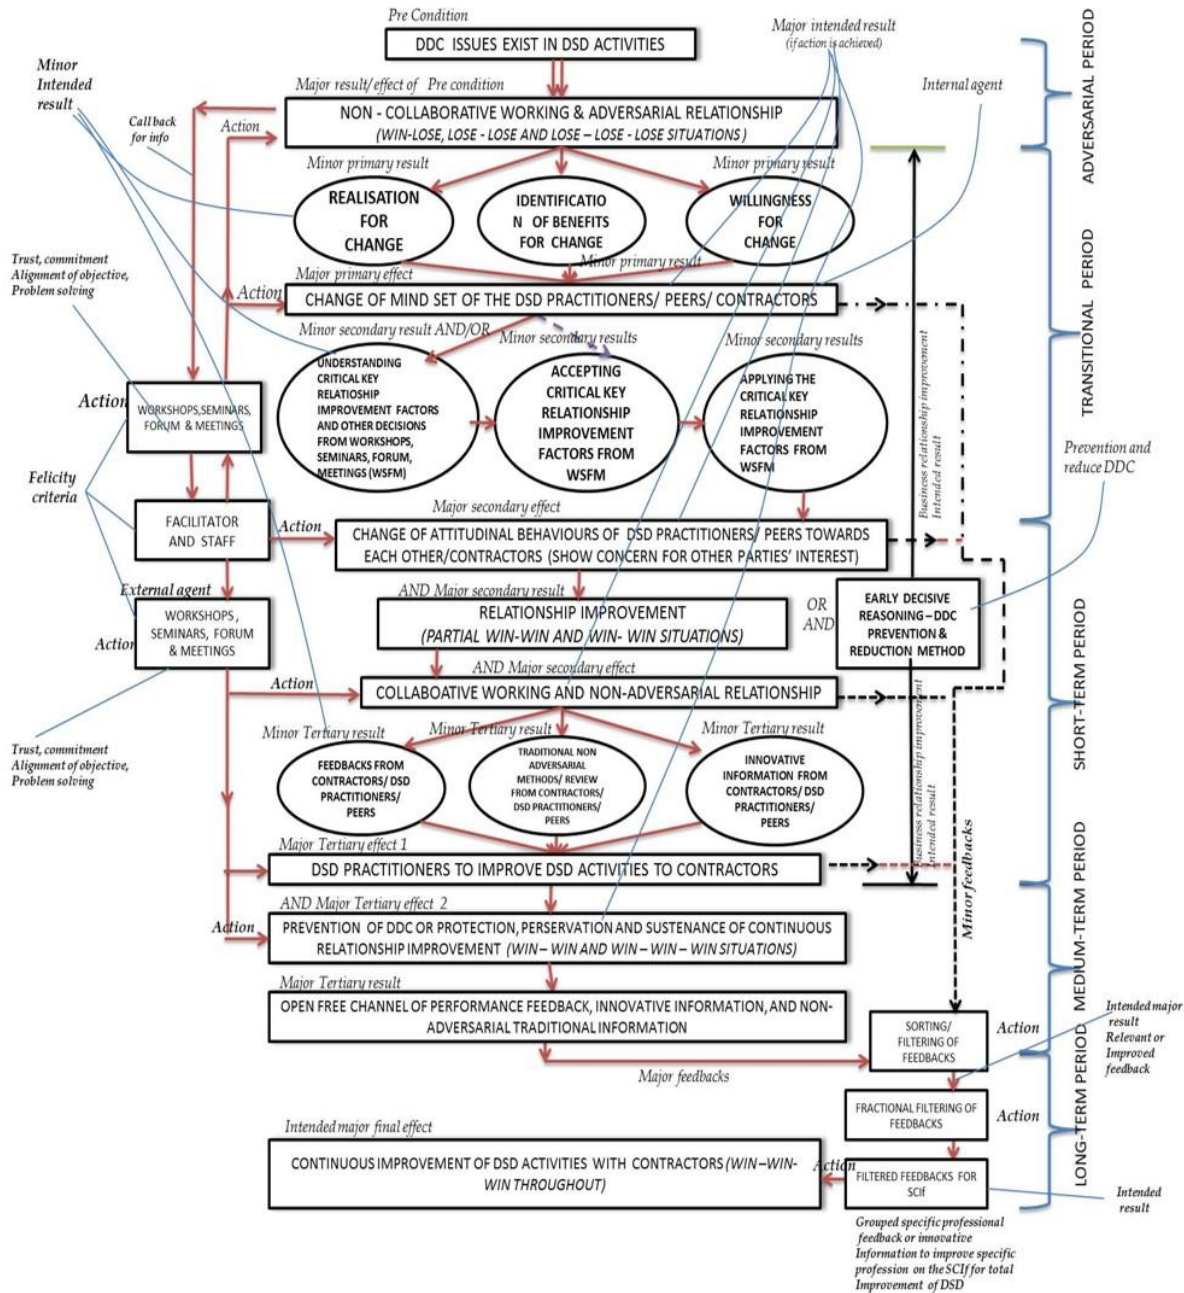 Pre Condition
DDC ISSUES EXIST IN DSD ACTIVITIES
Major intended result
(if action is achieved)
Minor
Intended
result
Major result/effect of Pre condition
Internal agent
NON - COLLABORATIVE WORKING & ADVERSARIAL RELATIONSHIP
(WIN-LOSE, LOSE - LOSE AND LOSE – LOSE - LOSE SITUATIONS )
Call back
for info
Action
ADVERSARIAL PERIOD
Minor primary result
Minor primary result
REALISATION
FOR
CHANGE
IDENTIFICATIO
N OF BENEFITS
FOR CHANGE
WILLINGNESS
FOR
CHANGE
Minor primary result
Trust, commitment
Alignment of objective,
Problem solving
Major primary effect
Action
CHANGE OF MIND SET OF THE DSD PRACTITIONERS/ PEERS/ CONTRACTORS
TRANSITIONAL PERIOD
Minor secondary result AND/OR
Minor secondary results
Minor secondary results
UNDERSTANDING
CRITICAL KEY
RELATIOSHIP
IMPROVEMENT FACTORS
AND OTHER DECISIONS
FROM WORKSHOPS,
SEMINARS, FORUM,
MEETINGS (WSFM)
ACCEPTING
CRITICAL KEY
RELATIONSHIP
IMPROVEMENT
FACTORS FROM
WSFM
APPLYING THE
CRITICAL KEY
RELATIONSHIP
IMPROVEMENT
FACTORS FROM
WSFM
Business relationship improvement
Intended result
Action
WORKSHOPS,SEMINARS,
FORUM & MEETINGS
Prevention and
reduce DDC
Felicity
criteria
FACILITATOR
AND STAFF
Action
Major secondary effect
CHANGE OF ATTITUDINAL BEHAVIOURS OF DSD PRACTITIONERS/ PEERS TOWARDS
EACH OTHER/CONTRACTORS (SHOW CONCERN FOR OTHER PARTIES' INTEREST)
External agent
WORKSHOPS,
SEMINARS, FORUM
& MEETINGS
Action
AND Major secondary result
RELATIONSHIP IMPROVEMENT
(PARTIAL WIN-WIN AND WIN- WIN SITUATIONS)
OR
AND
EARLY DECISIVE
REASONING – DDC
PREVENTION &
REDUCTION METHOD
SHORT-TERM PERIOD
AND Major secondary effect
Action
COLLABOATIVE WORKING AND NON-ADVERSARIAL RELATIONSHIP
Trust, commitment
Alignment of objective,
Problem solving
Minor Tertiary result
Minor Tertiary result
Minor Tertiary result
FEEDBACKS FROM
CONTRACTORS/ DSD
PRACTITIONERS/
PEERS
TRADITIONAL NON
ADVERSARIAL
METHODS/ REVIEW
FROM CONTRACTORS/
DSD PRACTITIONERS/
PEERS
INNOVATIVE
INFORMATION FROM
CONTRACTORS/ DSD
PRACTITIONERS/
PEERS
Business relationship improvement
Intended result
Minor feedbacks
Major Tertiary effect 1
DSD PRACTITIONERS TO IMPROVE DSD ACTIVITIES TO CONTRACTORS
MEDIUM-TERM PERIOD
AND Major Tertiary effect 2
Action
PREVENTION OF DDC OR PROTECTION, PERSERVATION AND SUSTENANCE OF CONTINUOUS
RELATIONSHIP IMPROVEMENT (WIN – WIN AND WIN – WIN – WIN SITUATIONS)
Major Tertiary result
OPEN FREE CHANNEL OF PERFORMANCE FEEDBACK, INNOVATIVE INFORMATION, AND NON-
ADVERSARIAL TRADITIONAL INFORMATION
SORTING/
FILTERING OF
FEEDBACKS
Action
Intended major
result
Relevant or
Improved
feedback
Major feedbacks
LONG-TERM PERIOD
FRACTIONAL FILTERING OF
FEEDBACKS
Action
Intended major final effect
CONTINUOUS IMPROVEMENT OF DSD ACTIVITIES WITH CONTRACTORS (WIN –WIN-
WIN THROUGHOUT)
Action
FILTERED FEEDBACKS FOR
SCIf
Intended
result
Grouped specific professional
feedback or innovative
Information to improve specific
profession on the SCIf for total
Improvement of DSD